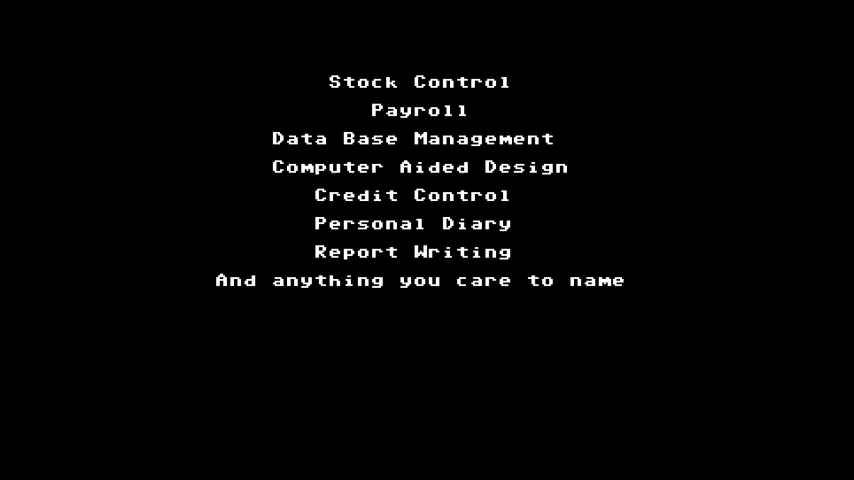 Stock Control
Payroll
Data Base Management
Computer Aided Design
Credit Control
Personal Diary
Report Writing
And anything you care to name